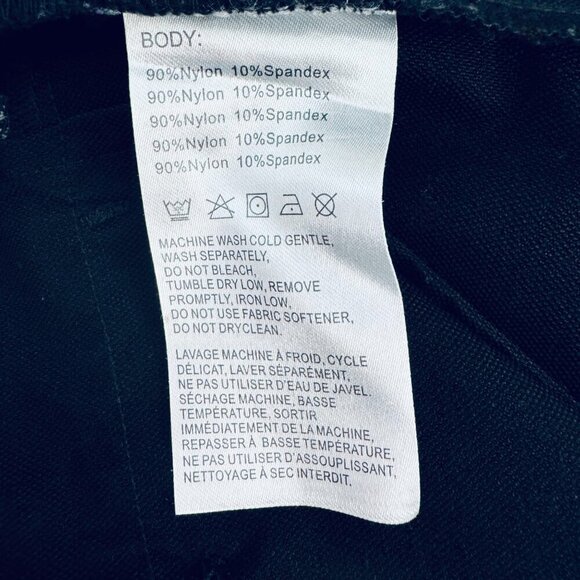 BODY:
90%Nylon 10%Spandex
90%Nylon 10%Spandex
90%Nylon 10%Spandex
90%Nylon 10%Spandex
90%Nylon 10%Spandex
MACHINE WASH COLD GENTLE,
WASH SEPARATELY,
DO NOT BLEACH,
TUMBLE DRY LOW, REMOVE
PROMPTLY, IRON LOW,
DO NOT USE FABRIC SOFTENER,
DO NOT DRYCLEAN.
LAVAGE MACHINE À FROID, CYCLE
DÉLICAT, LAVER SÉPARÉMENT,
NE PAS UTILISER D'EAU DE JAVEL.
SÉCHAGE MACHINE, BASSE
TEMPÉRATURE, SORTIR
IMMÉDIATEMENT DE LA MACHINE,
REPASSER À BASSE TEMPÉRATURE,
NE PAS UTILISER D'ASSOUPLISSANT,
NETTOYAGE À SEC INTERDIT.